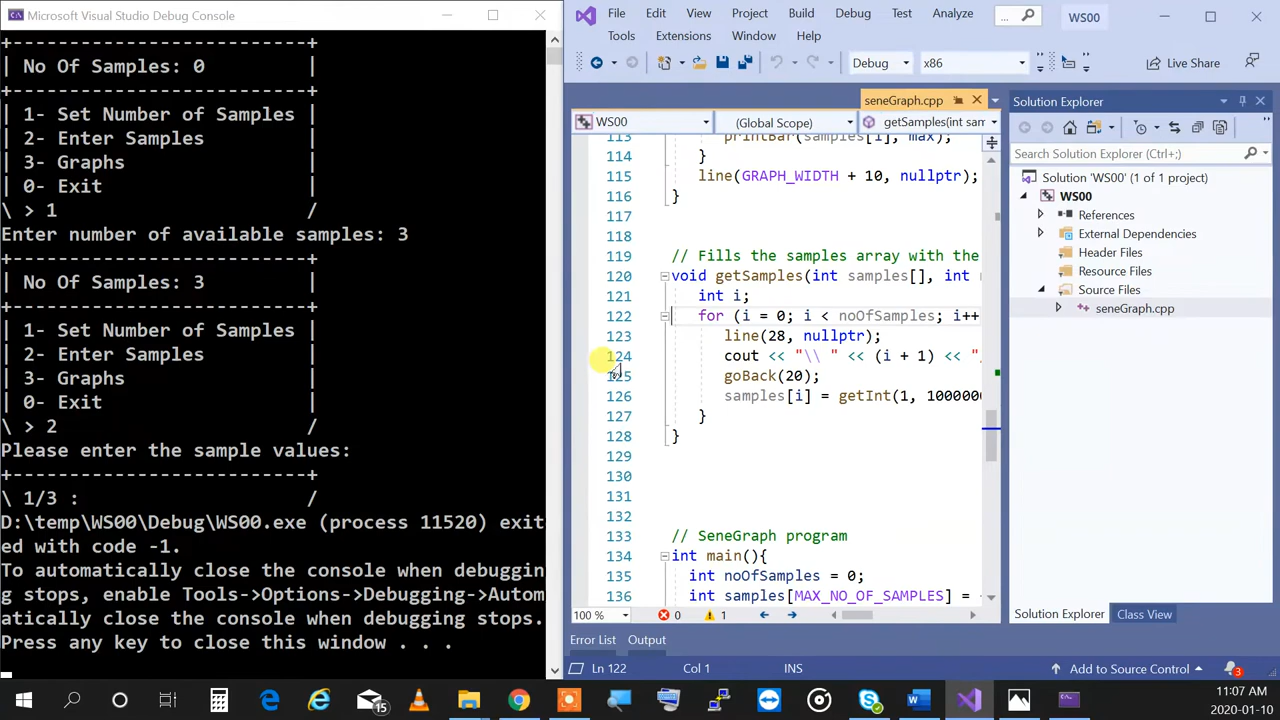 Microsoft Visual Studio Debug Console
+---------------------------+
| No Of Samples: 0 |
+---------------------------+
| 1- Set Number of Samples |
| 2- Enter Samples |
| 3- Graphs |
| 0- Exit |
\ > 1 /
Enter number of available samples: 3
+---------------------------+
| No Of Samples: 3 |
+---------------------------+
| 1- Set Number of Samples |
| 2- Enter Samples |
| 3- Graphs |
| 0- Exit |
\ > 2 /
Please enter the sample values:
+---------------------------+
\ 1/3 : /
D:\temp\WS00\Debug\WS00.exe (process 11520) exit
ed with code -1.
To automatically close the console when debuggin
g stops, enable Tools->Options->Debugging->Autom
atically close the console when debugging stops.
Press any key to close this window . . .
File Edit View Git Project Build Debug Test Analyze
Tools Extensions Window Help
... WS00
Debug x86 Live Share
seneGraph.cpp
WS00 (Global Scope) getSamples(int sam
113 printBar(samples[i], max);
114 }
115 line(GRAPH_WIDTH + 10, nullptr);
116 }
117
118
119 // Fills the samples array with the
120 void getSamples(int samples[], int
121 int i;
122 for (i = 0; i < noOfSamples; i++
123 line(28, nullptr);
124 cout << "\\ " << (i + 1) << "
125 goBack(20);
126 samples[i] = getInt(1, 1000000
127 }
128 }
129
130
131
132
133 // SeneGraph program
134 int main(){
135 int noOfSamples = 0;
136 int samples[MAX_NO_OF_SAMPLES] =
100 % 0 1
Error List Output
Ln 122 Col 1 INS
Solution Explorer
Search Solution Explorer (Ctrl+;)
Solution 'WS00' (1 of 1 project)
WS00
References
External Dependencies
Header Files
Resource Files
Source Files
seneGraph.cpp
Solution Explorer Class View
Add to Source Control 3
15
11:07 AM
2020-01-10